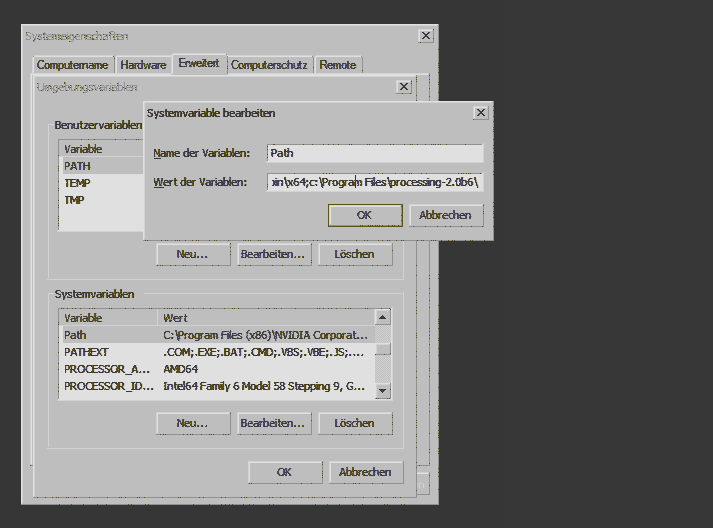 Systemeigenschaften
Computername Hardware Erweitert Computerschutz Remote
Umgebungsvariablen
Benutzervariablen
Variable
PATH
TEMP
TMP
Systemvariable bearbeiten
Name der Variablen: Path
Wert der Variablen: \x64;c:\Program Files\processing-2.0b6\
OK Abbrechen
Neu... Bearbeiten... Löschen
Systemvariablen
Variable Wert
Path C:\Program Files (x86)\NVIDIA Corporat...
PATHEXT .COM;.EXE;.BAT;.CMD;.VBS;.VBE;.JS;....
PROCESSOR_A... AMD64
PROCESSOR_ID... Intel64 Family 6 Model 58 Stepping 9, G...
Neu... Bearbeiten... Löschen
OK Abbrechen